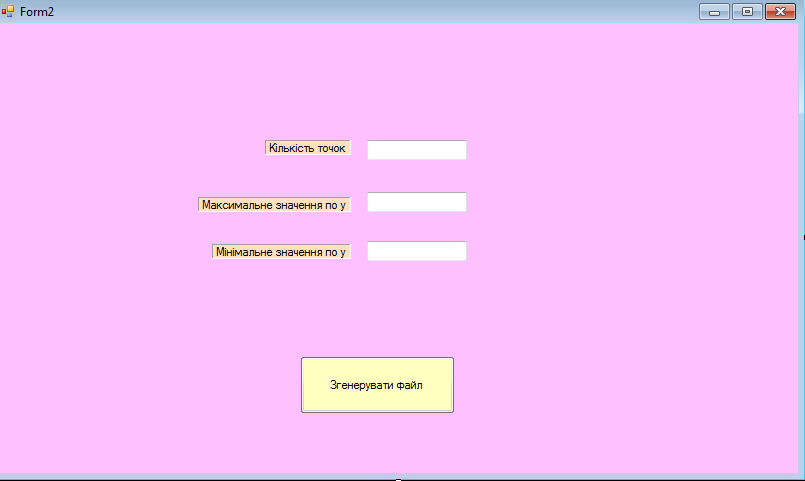 Form2
Кількість точок
Максимальне значення по y
Мінімальне значення по y
Згенерувати файл